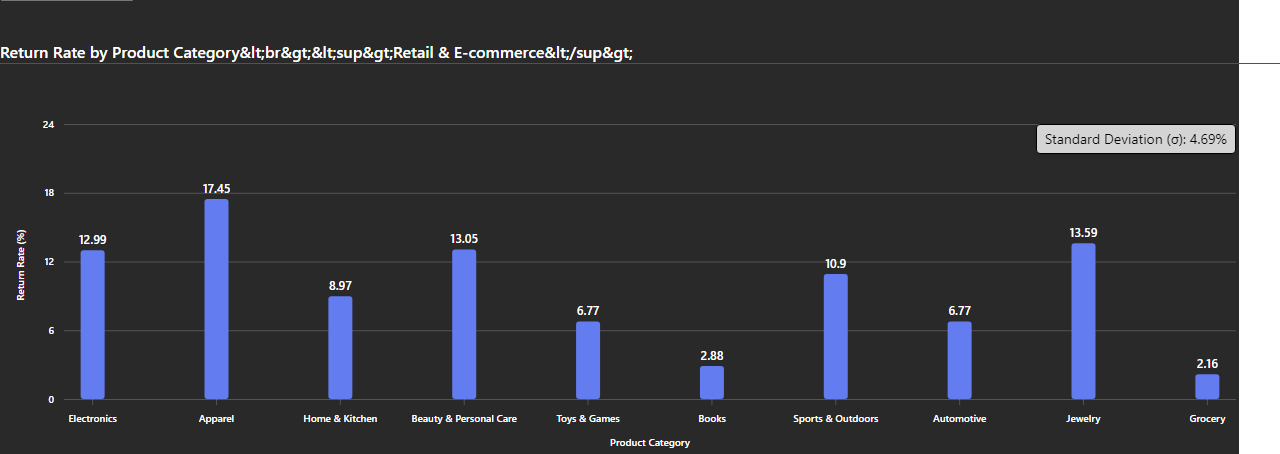 Return Rate by Product Category&lt;br&gt;&lt;sup&gt;Retail & E-commerce&lt;/sup&gt;
24
Standard Deviation (σ): 4.69%
18
12
6
0
Return Rate (%)
12.99
17.45
8.97
13.05
6.77
2.88
10.9
6.77
13.59
2.16
Electronics
Apparel
Home & Kitchen
Beauty & Personal Care
Toys & Games
Books
Sports & Outdoors
Automotive
Jewelry
Grocery
Product Category